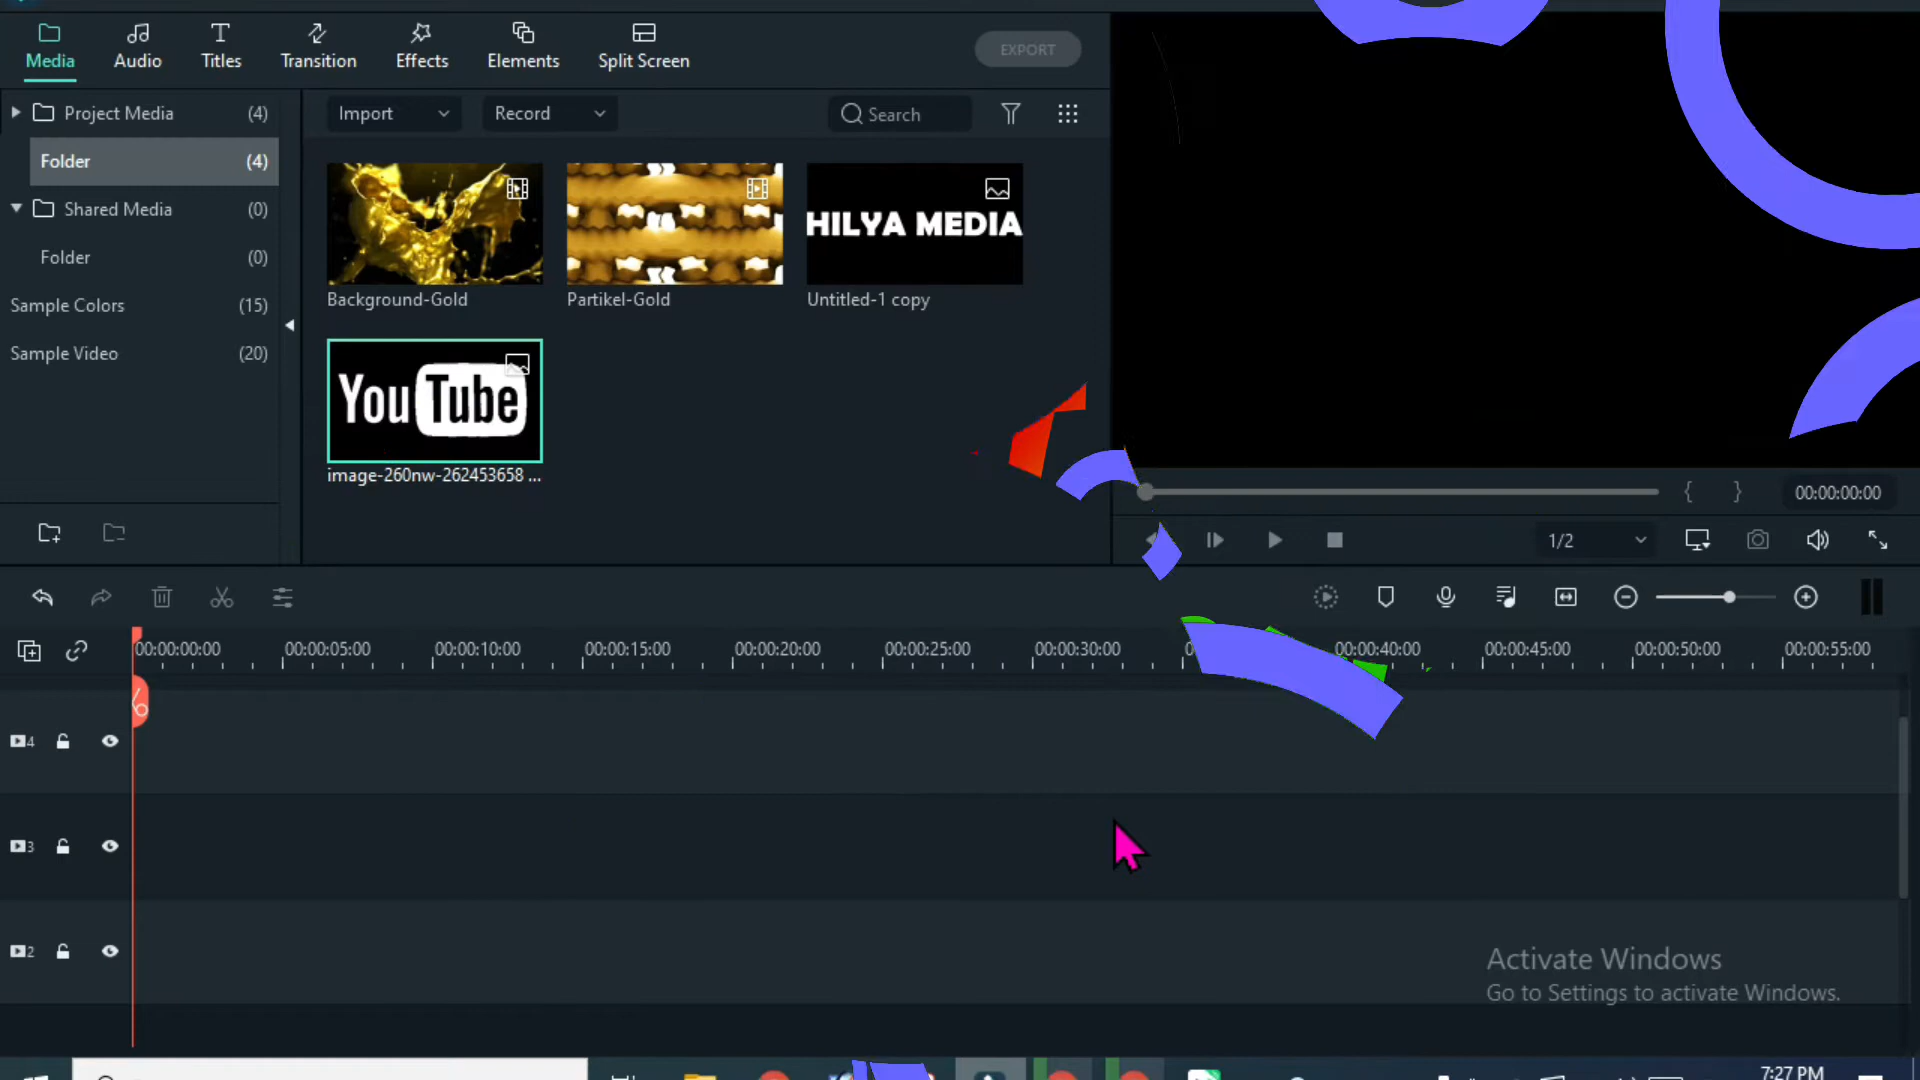 Media
Audio
Titles
Transition
Effects
Elements
Split Screen
EXPORT
Project Media (4)
Folder (4)
Shared Media (0)
Folder (0)
Sample Colors (15)
Sample Video (20)
Import
Record
Search
HILYA MEDIA
Background-Gold
Partikel-Gold
Untitled-1 copy
You Tube
image-260nw-262453658 ...
{ }
00:00:00:00
1/2
00:00:00:00
00:00:05:00
00:00:10:00
00:00:15:00
00:00:20:00
00:00:25:00
00:00:30:00
00:00:40:00
00:00:45:00
00:00:50:00
00:00:55:00
4
3
2
Activate Windows
Go to Settings to activate Windows.
7:27 PM